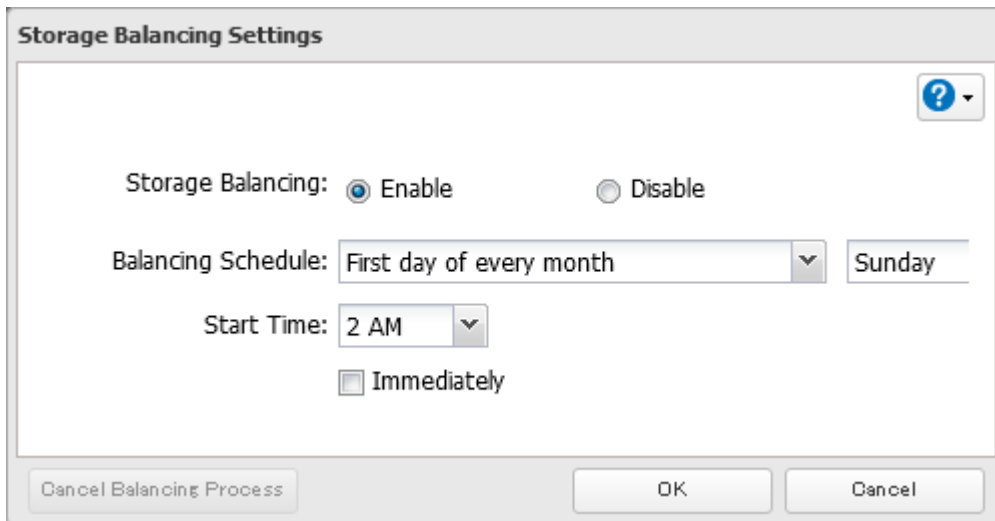 Storage Balancing Settings
?
Storage Balancing: Enable Disable
Balancing Schedule: First day of every month Sunday
Start Time: 2 AM
Immediately
Cancel Balancing Process OK Cancel